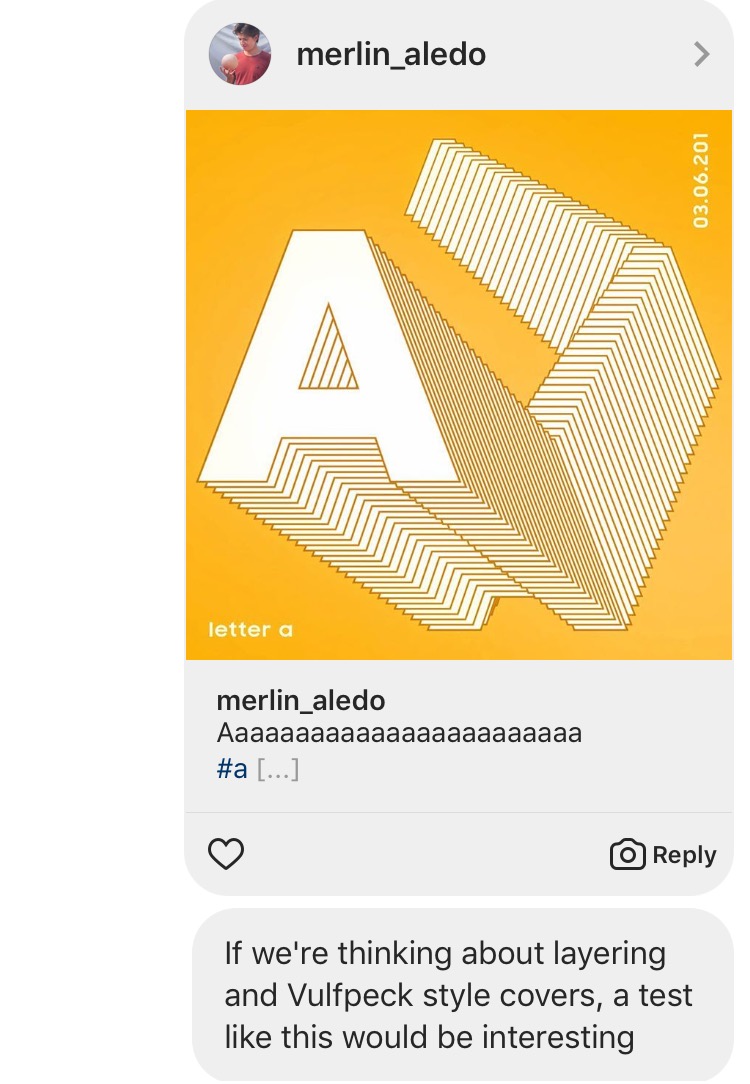 merlin_aledo
03.06.201
A
letter a
merlin_aledo
Aaaaaaaaaaaaaaaaaaaaaaaa
#a [...]
Reply
If we're thinking about layering
and Vulfpeck style covers, a test
like this would be interesting